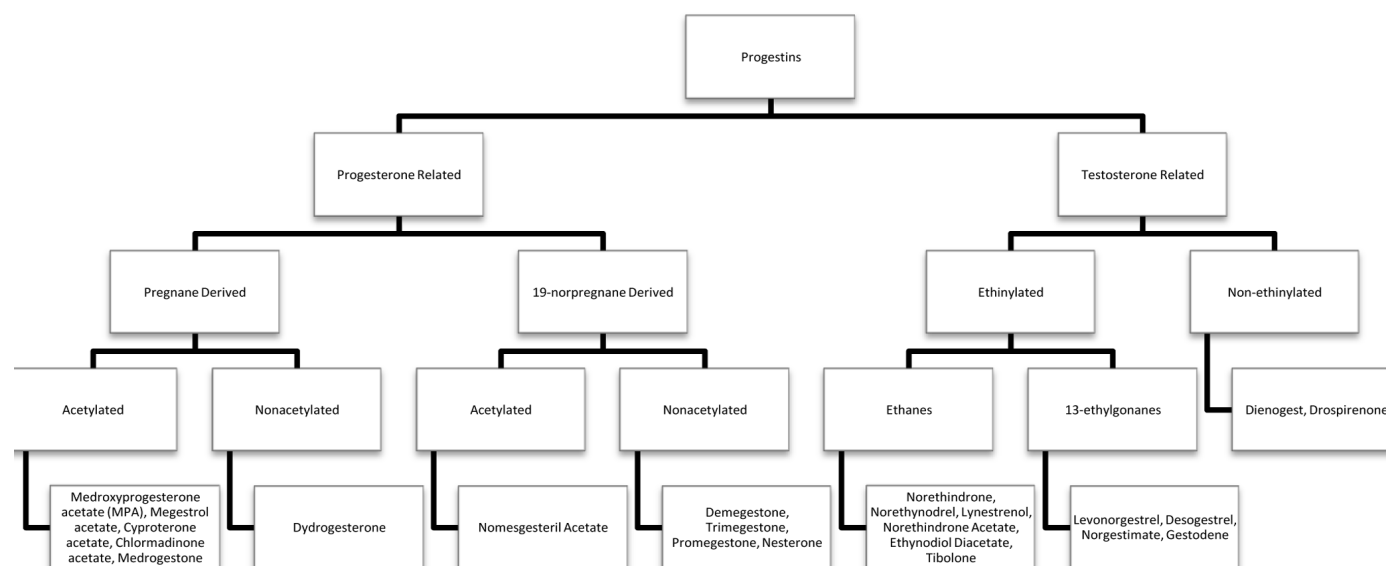 Progestins
Progesterone Related
Testosterone Related
Pregnane Derived
19-norpregnane Derived
Ethinylated
Non-ethinylated
Acetylated
Nonacetylated
Acetylated
Nonacetylated
Ethanes
13-ethylgonanes
Dienogest, Drospirenone
Medroxyprogesterone
acetate (MPA), Megestrol
acetate, Cyproterone
acetate, Chlormadinone
acetate, Medrogestone
Dydrogesterone
Nomesgesteril Acetate
Demegestone,
Trimegestone,
Promegestone, Nesterone
Norethindrone,
Norethynodrel, Lynestrenol,
Norethindrone Acetate,
Ethynodiol Diacetate,
Tibolone
Levonorgestrel, Desogestrel,
Norgestimate, Gestodene